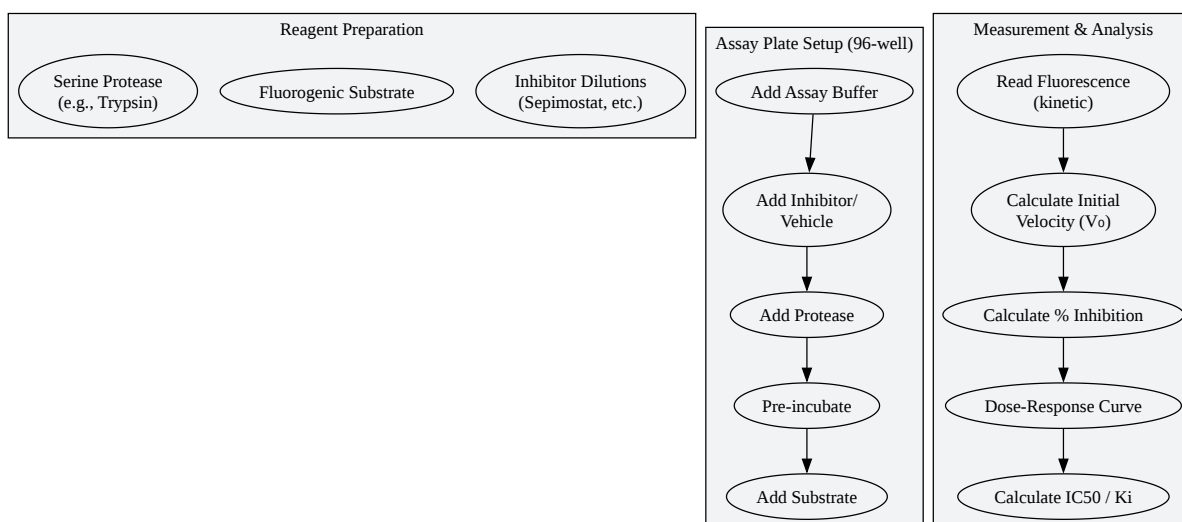 Reagent Preparation
Serine Protease
(e.g., Trypsin)
Fluorogenic Substrate
Inhibitor Dilutions
(Sepimostat, etc.)
Assay Plate Setup (96-well)
Add Assay Buffer
Add Inhibitor/
Vehicle
Add Protease
Pre-incubate
Add Substrate
Measurement & Analysis
Read Fluorescence
(kinetic)
Calculate Initial
Velocity (V₀)
Calculate % Inhibition
Dose-Response Curve
Calculate IC50 / Ki